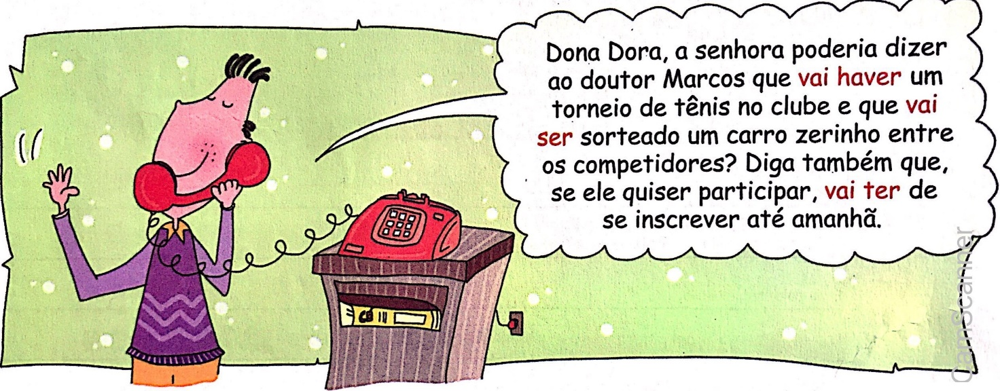 Dona Dora, a senhora poderia dizer
ao doutor Marcos que vai haver um
torneio de tênis no clube e que vai
ser sorteado um carro zerinho entre
os competidores? Diga também que,
se ele quiser participar, vai ter de
se inscrever até amanhã.
CamScanner